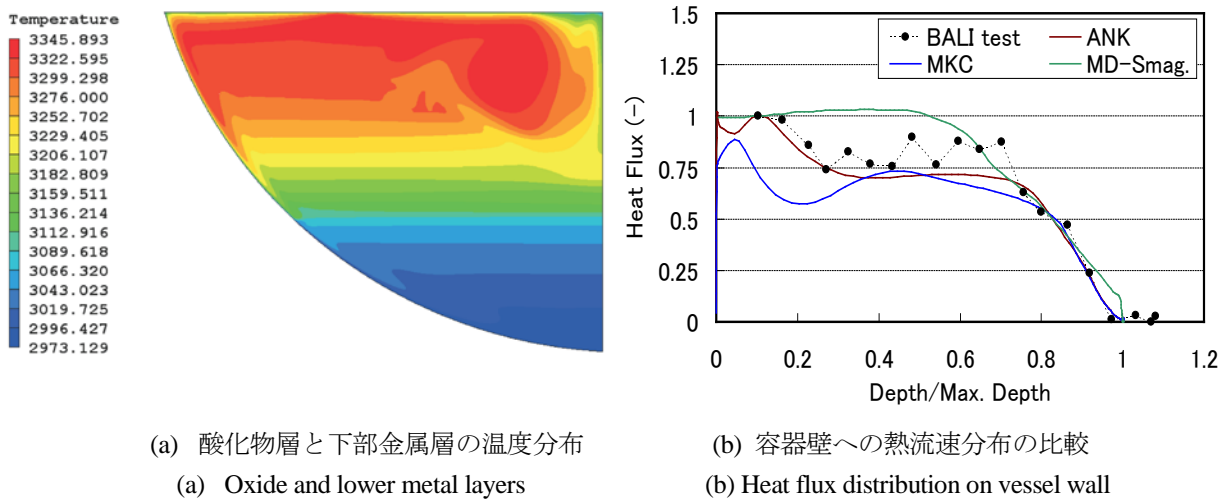 Temperature
3345.893
3322.595
3299.298
3276.000
3252.702
3229.405
3206.107
3182.809
3159.511
3136.214
3112.916
3089.618
3066.320
3043.023
3019.725
2996.427
2973.129
1.5
1.25
1
0.75
0.5
0.25
0
Heat Flux (-)
BALI test
ANK
MKC
MD-Smag.
0 0.2 0.4 0.6 0.8 1 1.2
Depth/Max. Depth
(a) 酸化物層と下部金属層の温度分布
(a) Oxide and lower metal layers
(b) 容器壁への熱流速分布の比較
(b) Heat flux distribution on vessel wall